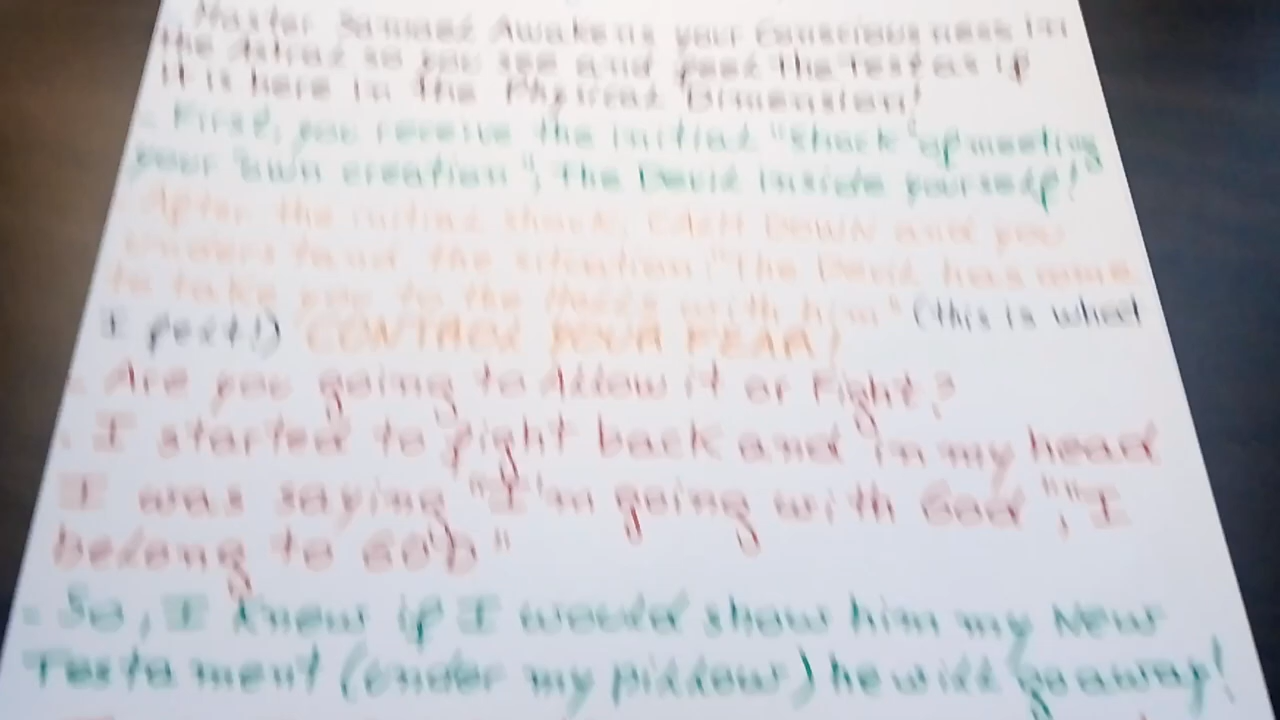 Master Samael Awakens your Consciousness in
the Astral so you see and feel the Test as if
it is here in the Physical Dimension!
- First, you receive the initial "Shock" of meeting
your "own creation", the Devil inside yourself!
After the initial shock, CALM DOWN and you
understand the situation: "The Devil has come
to take you to the Hell with him" (this is what
I felt!) CONTROL YOUR FEAR!
- Are you going to Allow it or Fight?
- I started to fight back and in my head
I was saying "I'm going with God", "I
belong to GOD"
- So, I knew if I would show him my New
Testament (under my pillow) he will go away!